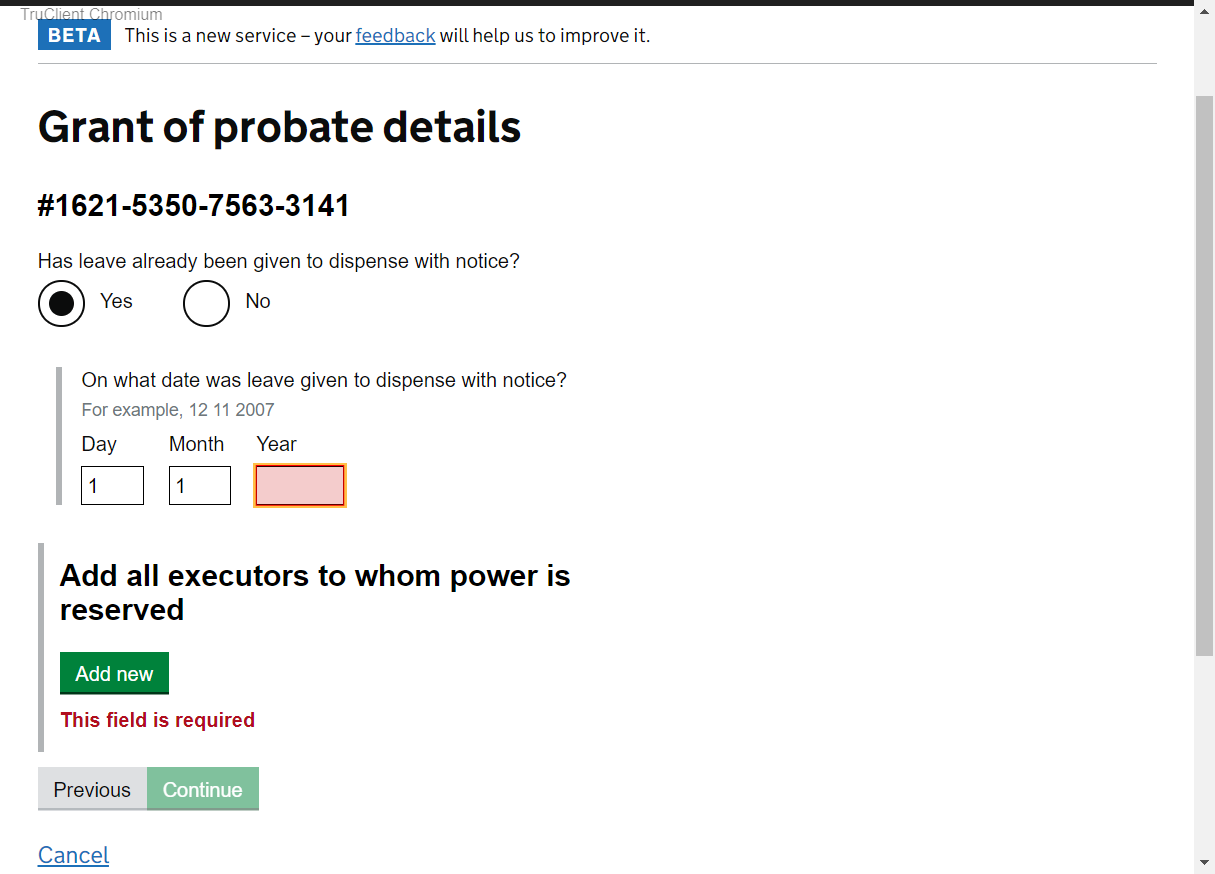 TruClient Chromium
BETA This is a new service – your feedback will help us to improve it.
Grant of probate details
#1621-5350-7563-3141
Has leave already been given to dispense with notice?
Yes No
On what date was leave given to dispense with notice?
For example, 12 11 2007
Day Month Year
1 1
Add all executors to whom power is
reserved
Add new
This field is required
Previous Continue
Cancel